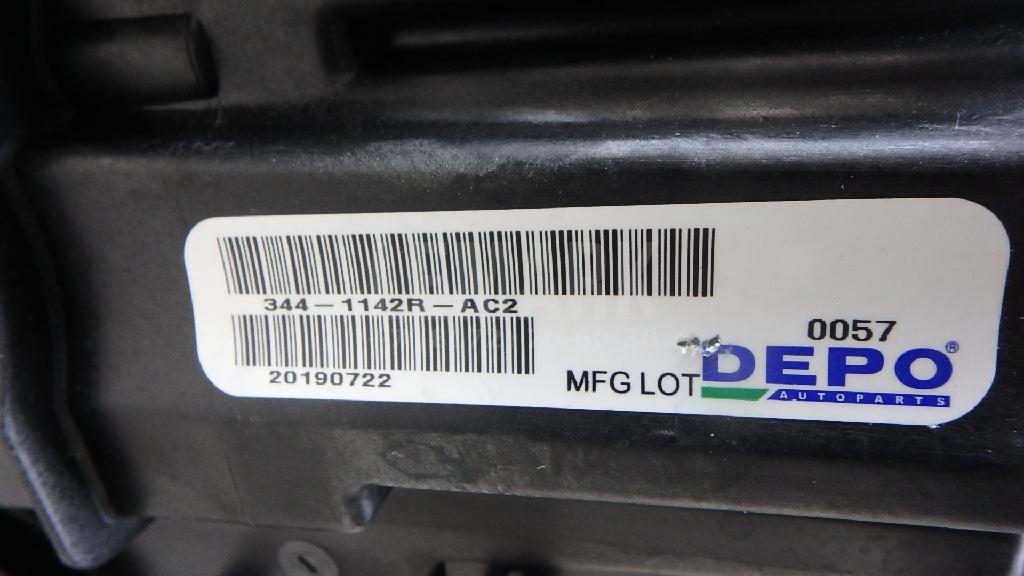 344-1142R-AC2
20190722
0057
MFG LOT
DEPO®
AUTOPARTS